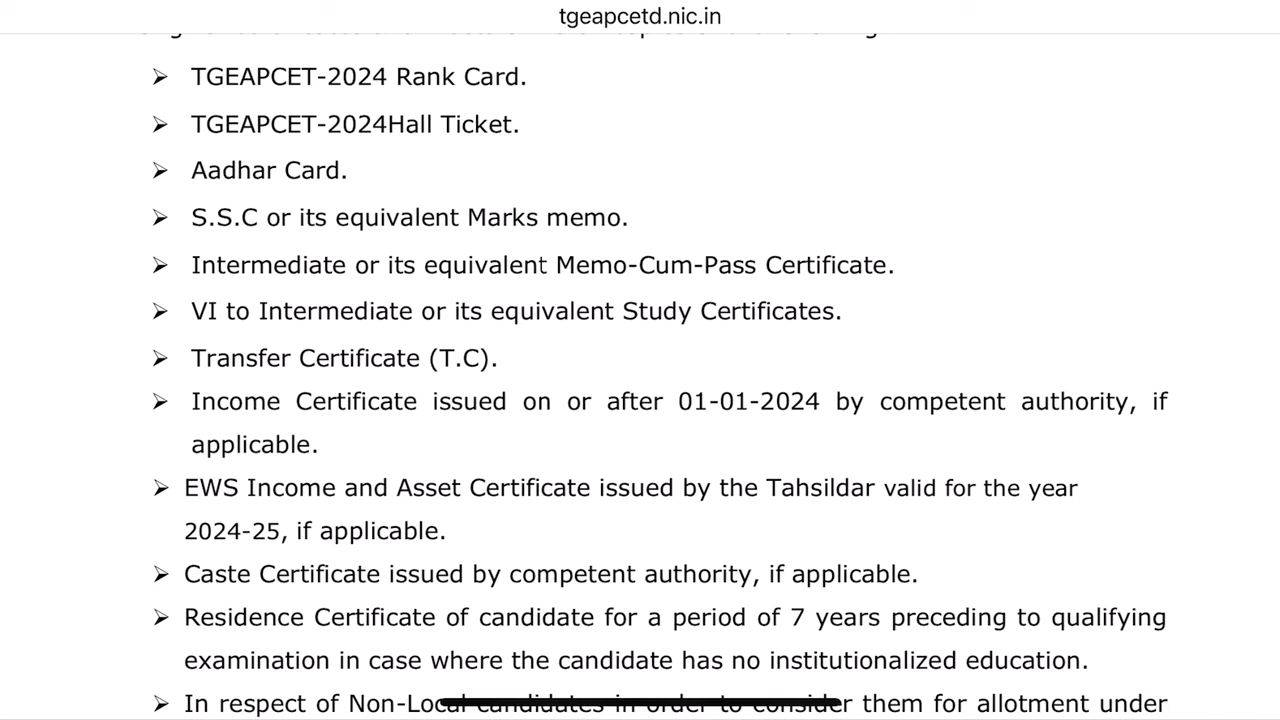 tgeapcetd.nic.in
➢ TGEAPCET-2024 Rank Card.
➢ TGEAPCET-2024Hall Ticket.
➢ Aadhar Card.
➢ S.S.C or its equivalent Marks memo.
➢ Intermediate or its equivalent Memo-Cum-Pass Certificate.
➢ VI to Intermediate or its equivalent Study Certificates.
➢ Transfer Certificate (T.C).
➢ Income Certificate issued on or after 01-01-2024 by competent authority, if
applicable.
➢ EWS Income and Asset Certificate issued by the Tahsildar valid for the year
2024-25, if applicable.
➢ Caste Certificate issued by competent authority, if applicable.
➢ Residence Certificate of candidate for a period of 7 years preceding to qualifying
examination in case where the candidate has no institutionalized education.
➢ In respect of Non-Local candidates in order to consider them for allotment under